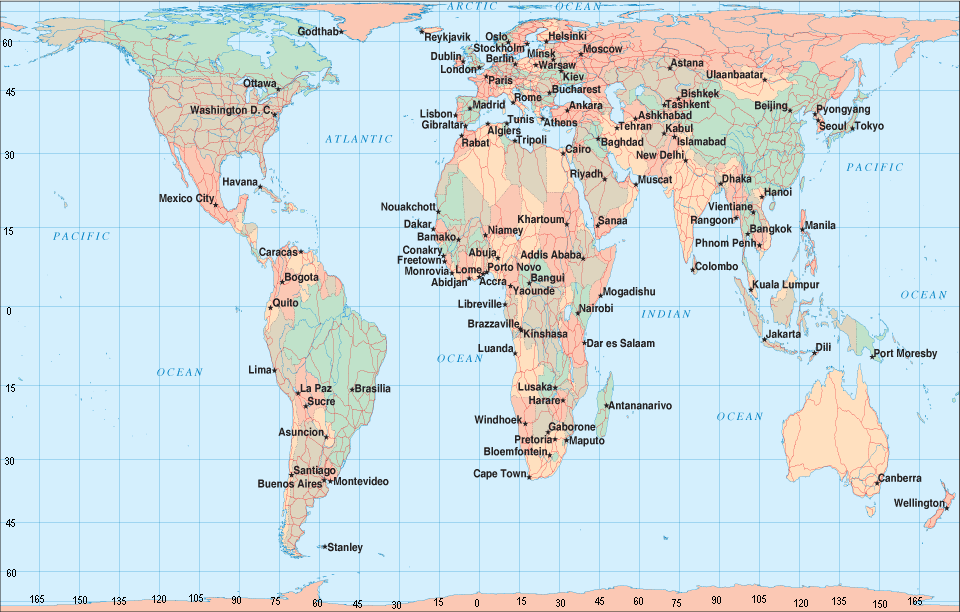 ARCTIC OCEAN
Godthab
Reykjavik
Oslo
Helsinki
60
Stockholm
Moscow
Dublin
Berlin
Minsk
London
Warsaw
Astana
Kiev
Ulaanbaatar
Ottawa
Paris
45
Bucharest
Bishkek
Rome
Tashkent
Washington D. C.
Madrid
Ankara
Beijing
Pyongyang
Lisbon
Ashkhabad
Gibraltar
Tunis
Athens
Tehran
Kabul
Seoul
Tokyo
Algiers
ATLANTIC
Rabat
Tripoli
Baghdad
Islamabad
30
Cairo
New Delhi
PACIFIC
Riyadh
Havana
Muscat
Dhaka
Mexico City
Hanoi
Nouakchott
Vientiane
Khartoum
Sanaa
Rangoon
Dakar
15
Niamey
Bangkok
Manila
PACIFIC
Bamako
Phnom Penh
Conakry
Caracas
Abuja
Addis Ababa
Freetown
Monrovia
Lome
Porto Novo
Colombo
Bogota
Abidjan
Accra
Bangui
Kuala Lumpur
Yaounde
Mogadishu
OCEAN
Quito
Libreville
0
Nairobi
INDIAN
Brazzaville
Kinshasa
Jakarta
Dar es Salaam
Luanda
Dili
Port Moresby
OCEAN
Lima
OCEAN
15
La Paz
Brasilia
Lusaka
Sucre
Harare
Antananarivo
OCEAN
Windhoek
Asuncion
Gaborone
Pretoria
Maputo
Bloemfontein
30
Santiago
Cape Town
Buenos Aires
Montevideo
Canberra
Wellington
45
Stanley
60
165 150 135 120 105 90 75 60 45 30 15 0 15 30 45 60 75 90 105 120 135 150 165